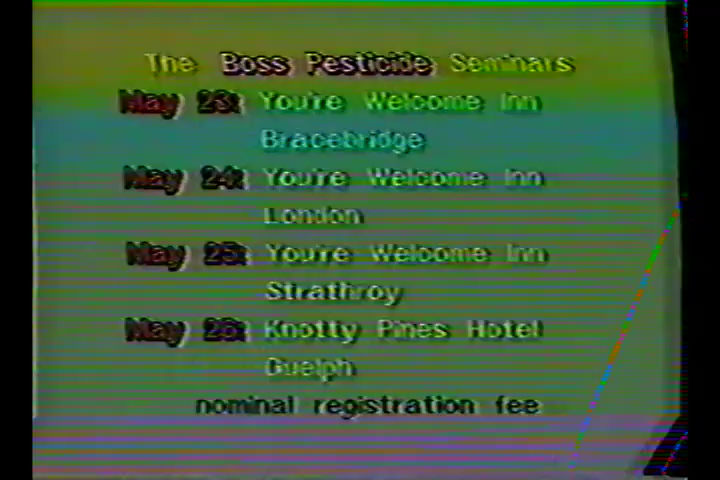 The Boss Pesticide Seminars
May 23: You're Welcome Inn
Bracebridge
May 24: You're Welcome Inn
London
May 25: You're Welcome Inn
Strathroy
May 26: Knotty Pines Hotel
Guelph
nominal registration fee